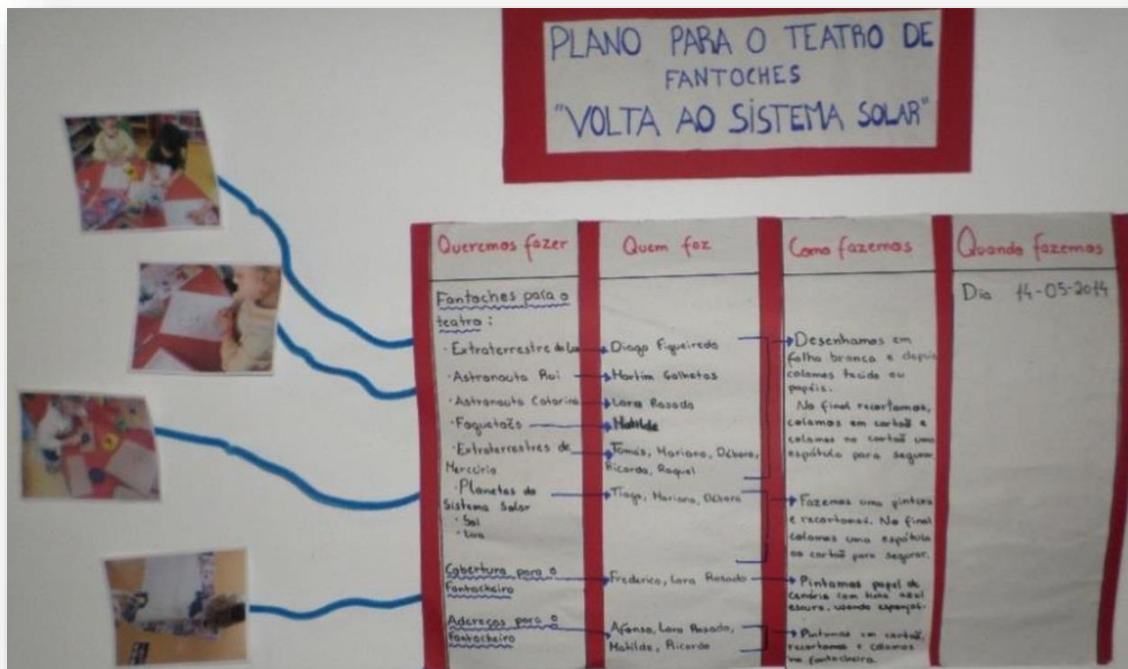 PLANO PARA O TEATRO DE
FANTOCHES
"VOLTA AO SISTEMA SOLAR"
Queremos fazer
Quem faz
Como fazemos
Quando fazemos
Fantoches para o
teatro:
· Extraterrestre da Lua
· Astronauta Rui
· Astronauta Catarina
· Foguetões
· Extraterrestres de
Mercúrio
· Planetas do
Sistema Solar
· Sol
· Lua
Cobertura para o
Fantocheiro
Adereços para o
Fantocheiro
Diogo Figueiredo
Martim Galhetas
Lara Rosado
Matilde
Tomás, Mariana, Débora,
Ricardo, Raquel
Tiago, Mariana, Débora
Frederico, Lara Rosado
Afonso, Lara Rosado,
Matilde, Ricardo
Desenhamos em
folha branca e depois
colamos tecido ou
papéis.
No final recortamos,
colamos em cartão e
colamos no cartão uma
espátula para segurar.
Fazemos uma pintura
e recortamos. No final
colamos uma espátula
ao cartão para segurar.
Pintamos papel de
cenário com tinta azul
escura, usando esponjas.
Pintamos em cartão,
recortamos e colamos
no fantocheiro.
Dia 14-05-2014